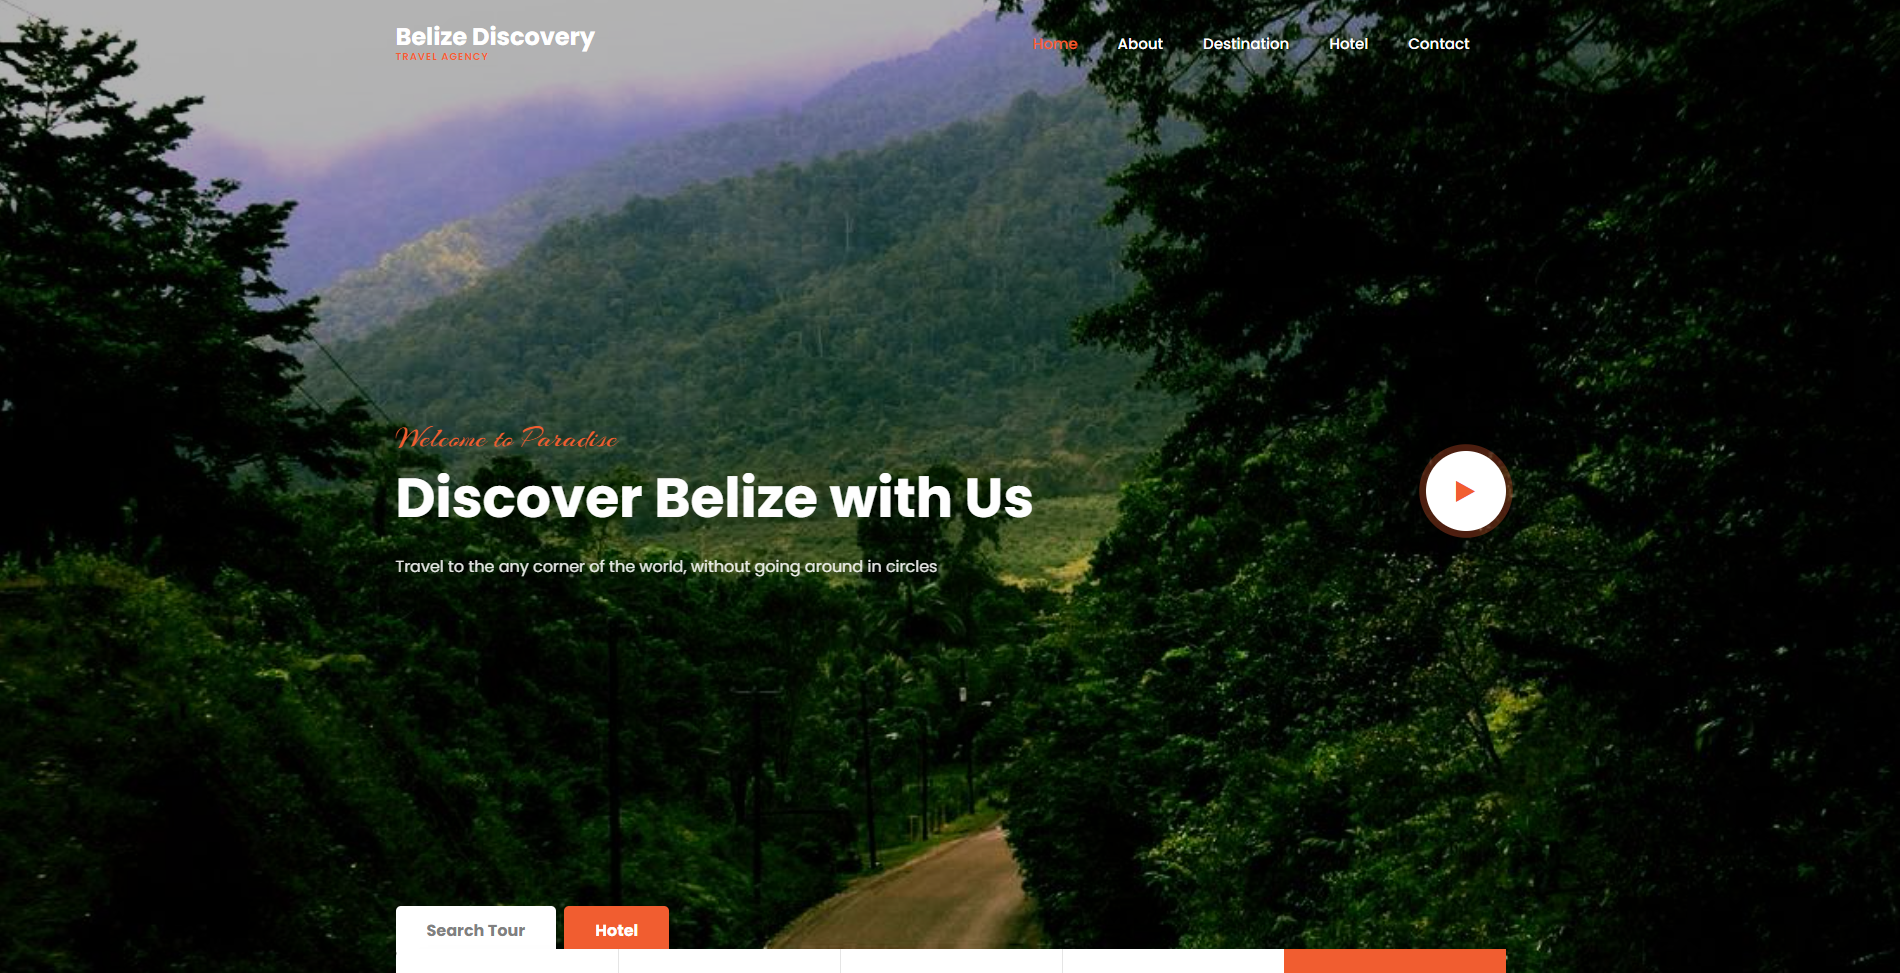 Belize Discovery
TRAVEL AGENCY
Home About Destination Hotel Contact
Welcome to Paradise
Discover Belize with Us
Travel to the any corner of the world, without going around in circles
Search Tour Hotel